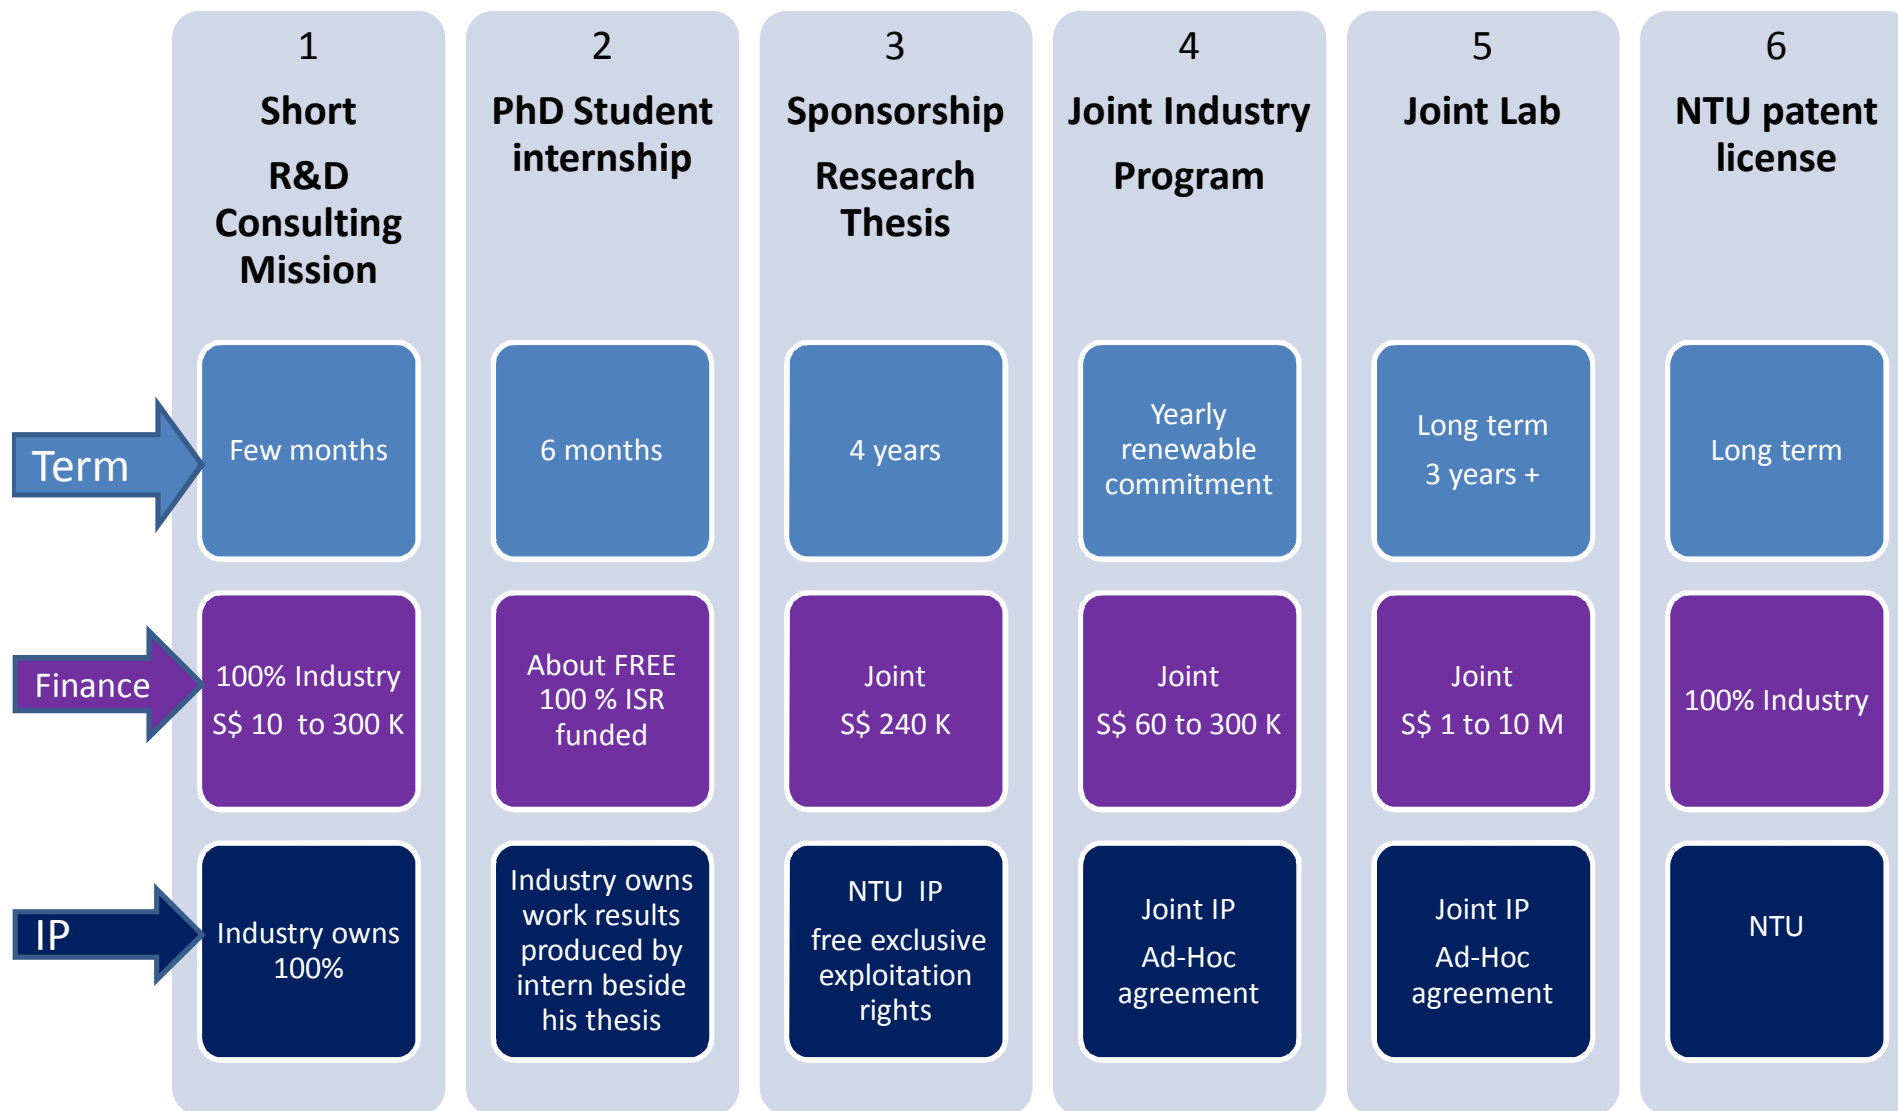 1
Short
R&D
Consulting
Mission
2
PhD Student
internship
3
Sponsorship
Research
Thesis
4
Joint Industry
Program
5
Joint Lab
6
NTU patent
license
Term
Few months
6 months
4 years
Yearly
renewable
commitment
Long term
3 years +
Long term
Finance
100% Industry
S$ 10 to 300 K
About FREE
100 % ISR
funded
Joint
S$ 240 K
Joint
S$ 60 to 300 K
Joint
S$ 1 to 10 M
100% Industry
IP
Industry owns
100%
Industry owns
work results
produced by
intern beside
his thesis
NTU IP
free exclusive
exploitation
rights
Joint IP
Ad-Hoc
agreement
Joint IP
Ad-Hoc
agreement
NTU